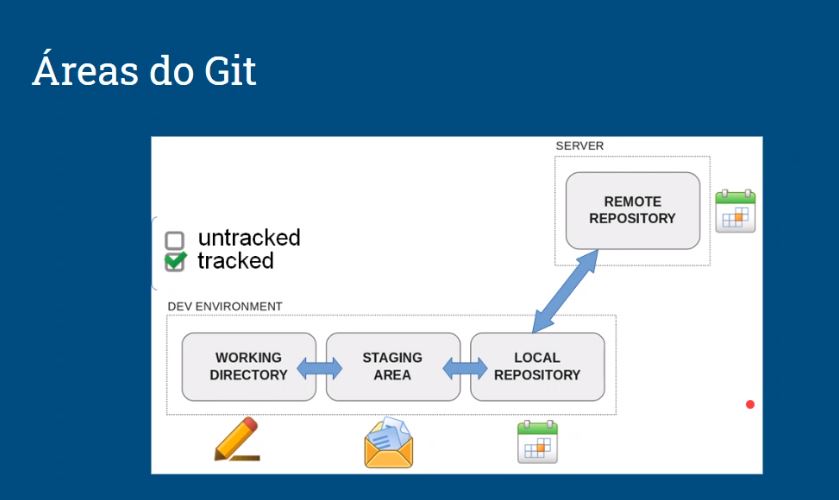 Áreas do Git
SERVER
REMOTE
REPOSITORY
untracked
tracked
DEV ENVIRONMENT
WORKING
DIRECTORY
STAGING
AREA
LOCAL
REPOSITORY